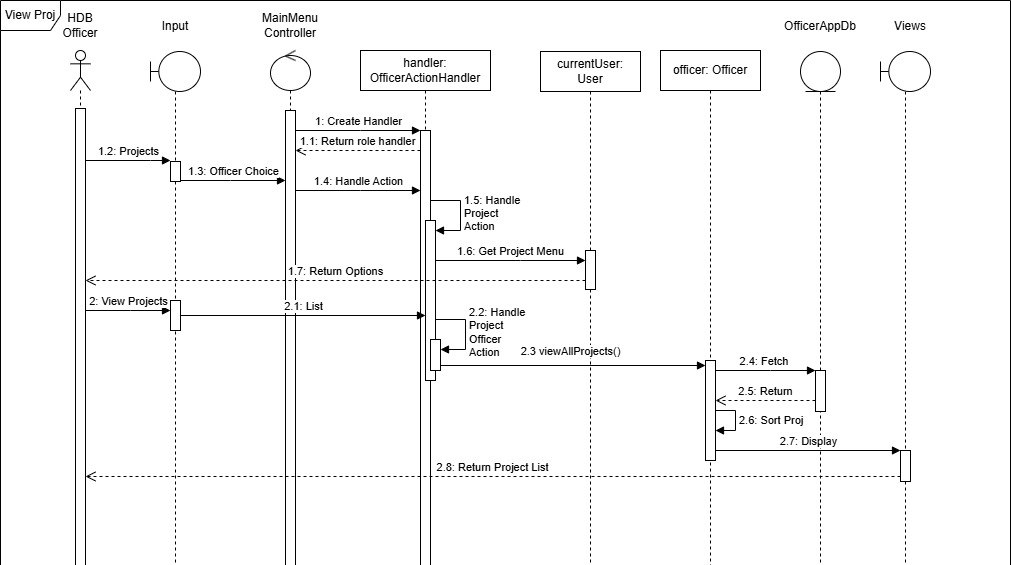 View Proj
HDB
Officer
Input
MainMenu
Controller
handler:
OfficerActionHandler
currentUser:
User
officer: Officer
OfficerAppDb
Views
1: Create Handler
1.1: Return role handler
1.2: Projects
1.3: Officer Choice
1.4: Handle Action
1.5: Handle
Project
Action
1.6: Get Project Menu
1.7: Return Options
2: View Projects
2.1: List
2.2: Handle
Project
Officer
Action
2.3 viewAllProjects()
2.4: Fetch
2.5: Return
2.6: Sort Proj
2.7: Display
2.8: Return Project List